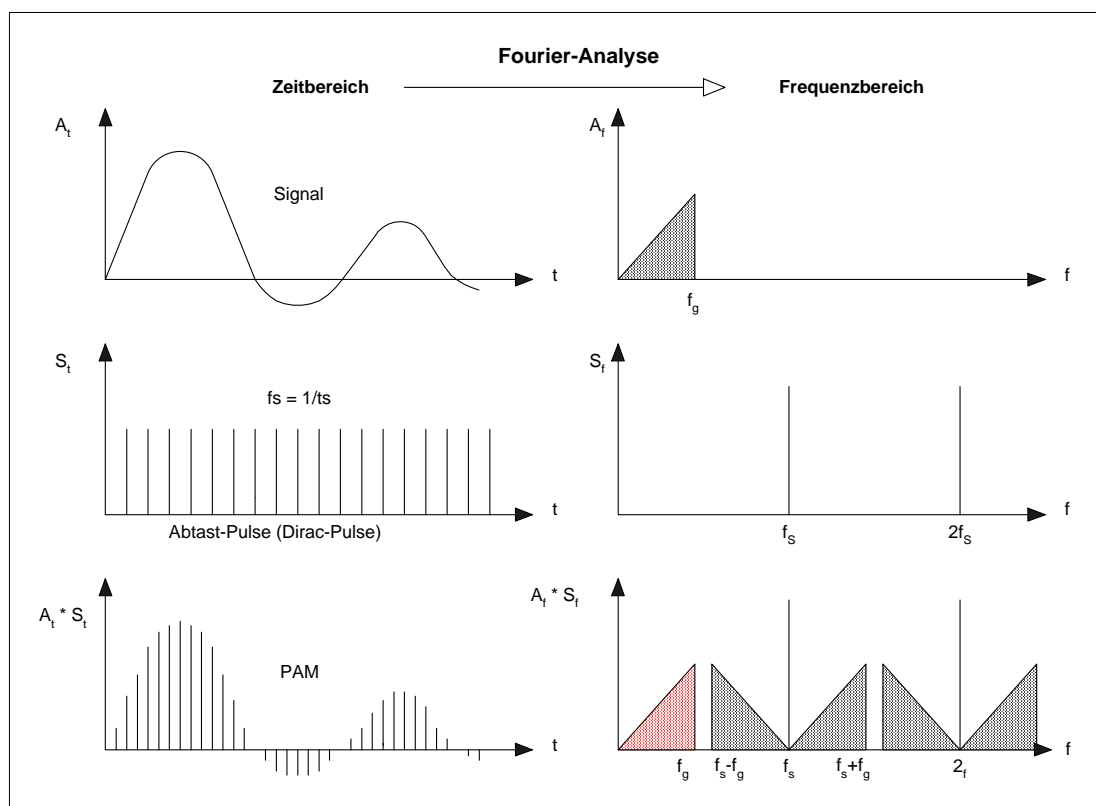 Fourier-Analyse
Zeitbereich
Frequenzbereich
A_t
Signal
t
A_f
f_g
f
S_t
fs = 1/ts
Abtast-Pulse (Dirac-Pulse)
t
S_f
f_S
2f_S
f
A_t * S_t
PAM
t
A_f * S_f
f_g
f_s-f_g
f_s
f_s+f_g
2_f
f